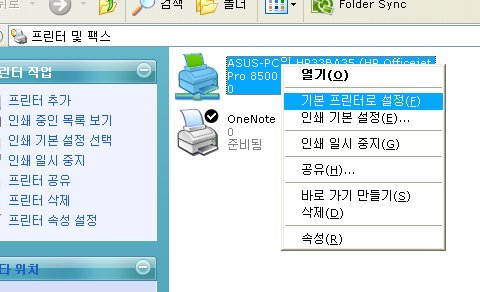 뒤로
검색
폴더
Folder Sync
프린터 및 팩스
린터 작업
프린터 추가
인쇄 중인 목록 보기
인쇄 기본 설정 선택
인쇄 일시 중지
프린터 공유
프린터 삭제
프린터 속성 설정
타 위치
ASUS-PC의 HP33BA35 (HP Officejet
Pro 8500
0
OneNote
0
준비됨
열기(O)
기본 프린터로 설정(F)
인쇄 기본 설정(E)...
인쇄 일시 중지(G)
공유(H)...
바로 가기 만들기(S)
삭제(D)
속성(R)